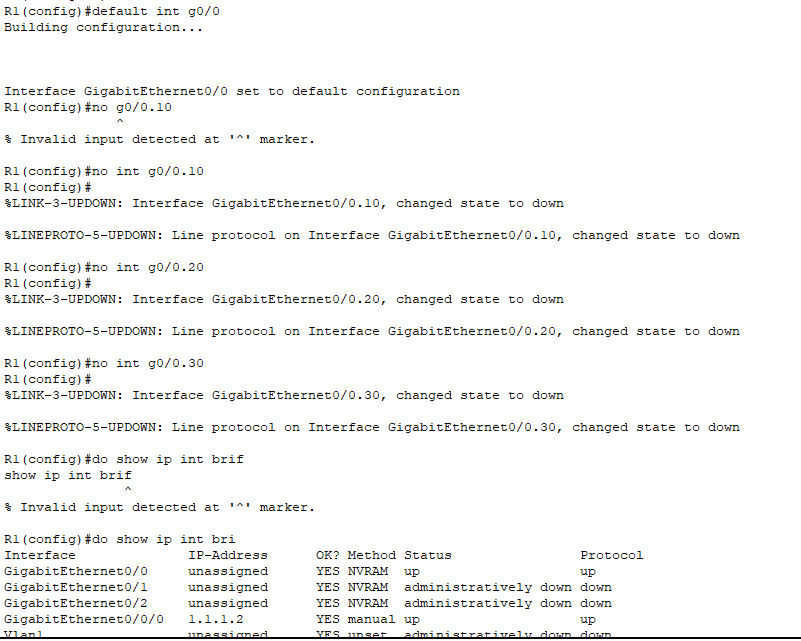 R1(config)#default int g0/0
Building configuration...
Interface GigabitEthernet0/0 set to default configuration
R1(config)#no g0/0.10
^
% Invalid input detected at '^' marker.
R1(config)#no int g0/0.10
R1(config)#
%LINK-3-UPDOWN: Interface GigabitEthernet0/0.10, changed state to down
%LINEPROTO-5-UPDOWN: Line protocol on Interface GigabitEthernet0/0.10, changed state to down
R1(config)#no int g0/0.20
R1(config)#
%LINK-3-UPDOWN: Interface GigabitEthernet0/0.20, changed state to down
%LINEPROTO-5-UPDOWN: Line protocol on Interface GigabitEthernet0/0.20, changed state to down
R1(config)#no int g0/0.30
R1(config)#
%LINK-3-UPDOWN: Interface GigabitEthernet0/0.30, changed state to down
%LINEPROTO-5-UPDOWN: Line protocol on Interface GigabitEthernet0/0.30, changed state to down
R1(config)#do show ip int brif
show ip int brif
^
% Invalid input detected at '^' marker.
R1(config)#do show ip int bri
Interface IP-Address OK? Method Status Protocol
GigabitEthernet0/0 unassigned YES NVRAM up up
GigabitEthernet0/1 unassigned YES NVRAM administratively down down
GigabitEthernet0/2 unassigned YES NVRAM administratively down down
GigabitEthernet0/0/0 1.1.1.2 YES manual up up
Vlan1 unassigned YES unset administratively down down